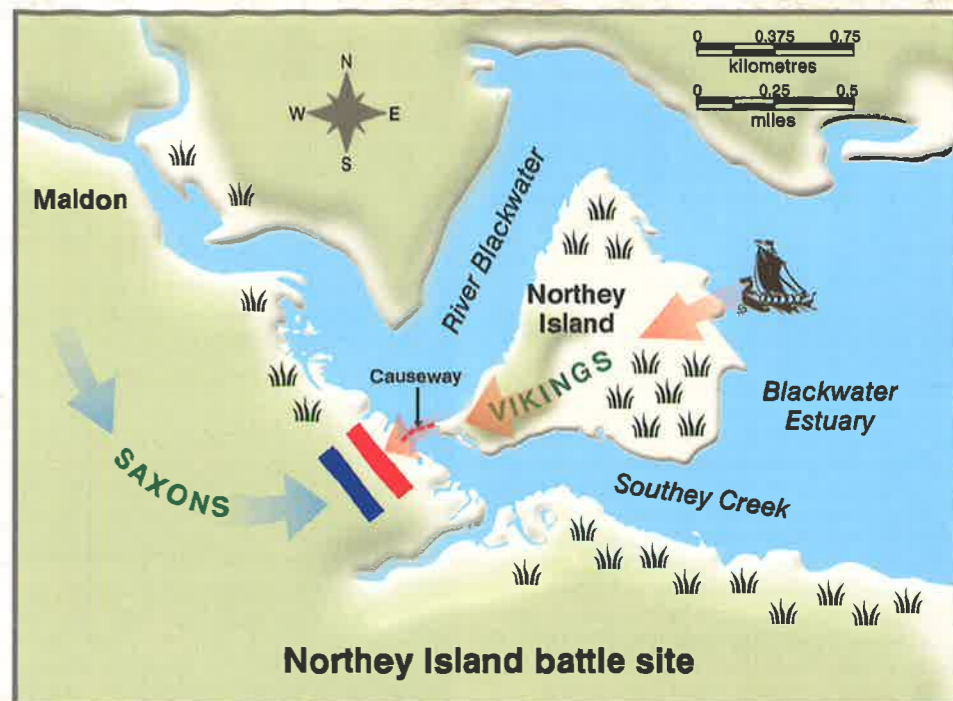 0 0.375 0.75
kilometres
0 0.25 0.5
miles
N
W E
S
Maldon
River Blackwater
Northey
Island
VIKINGS
Causeway
Blackwater
Estuary
SAXONS
Southey Creek
Northey Island battle site